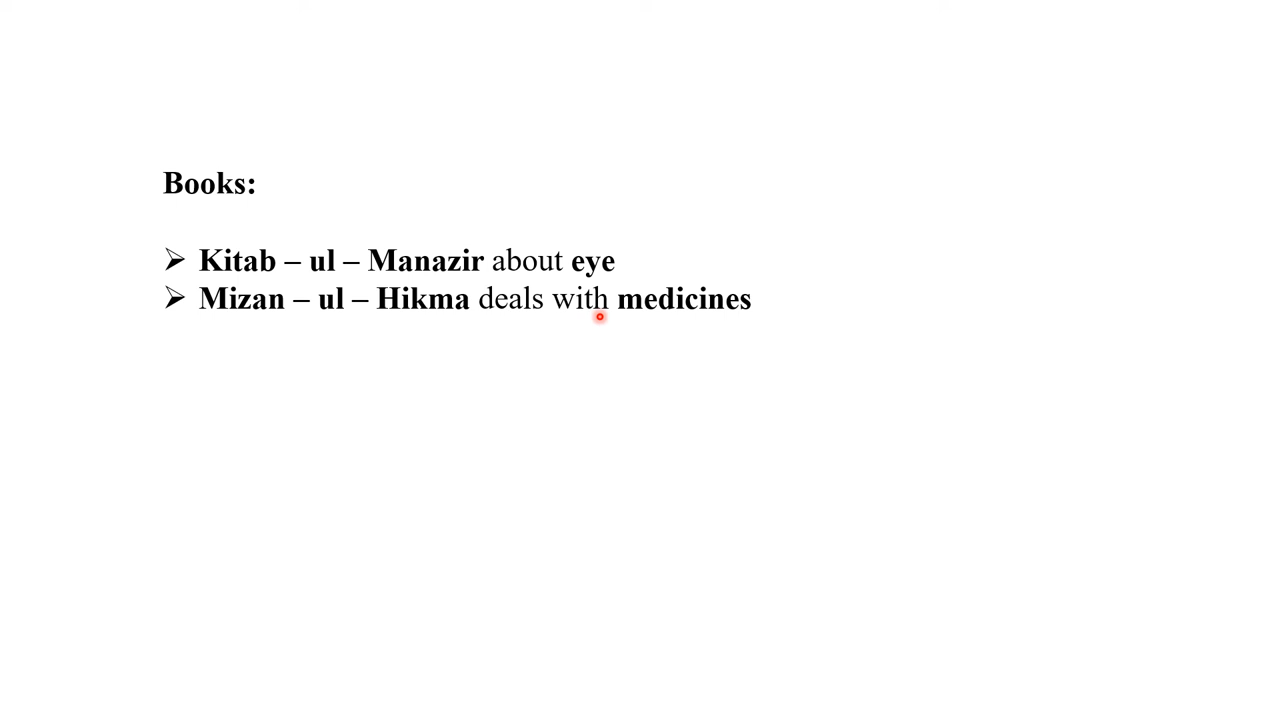 Books:
➢ Kitab – ul – Manazir about eye
➢ Mizan – ul – Hikma deals with medicines